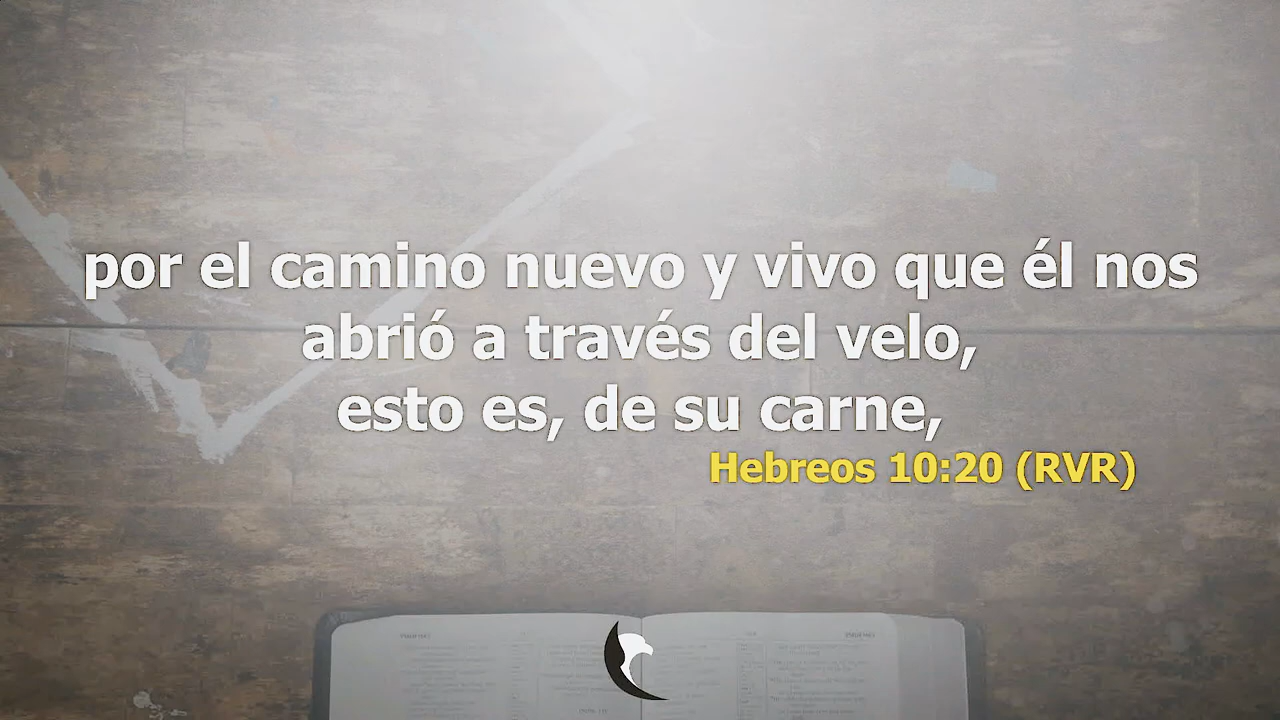 por el camino nuevo y vivo que él nos
abrió a través del velo,
esto es, de su carne,
Hebreos 10:20 (RVR)